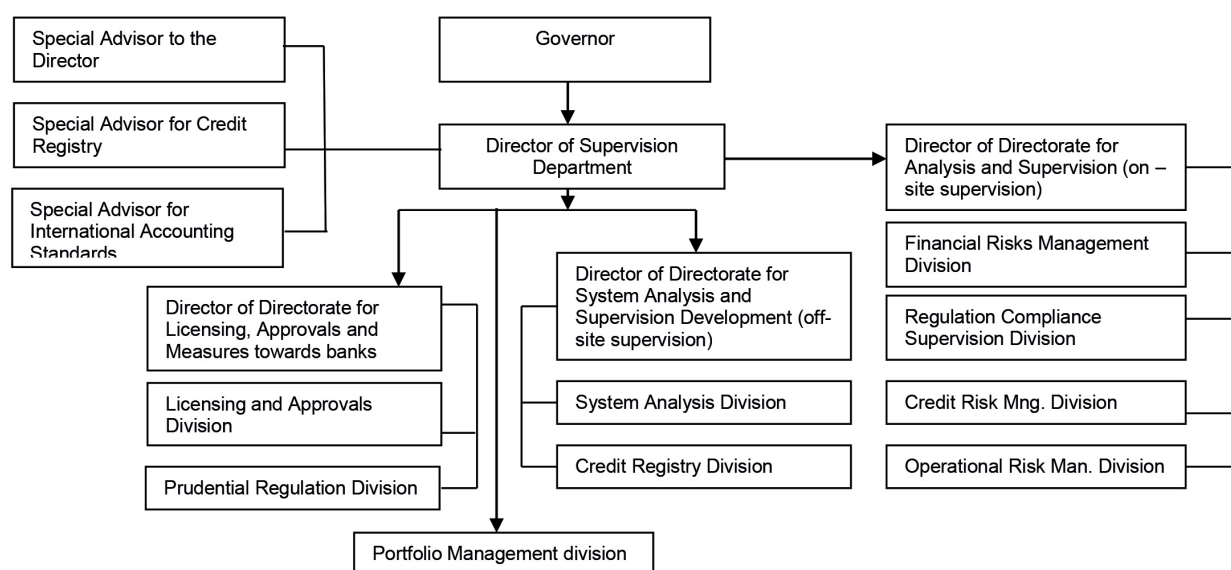 Special Advisor to the
Director
Governor
Special Advisor for Credit
Registry
Director of Supervision
Department
Director of Directorate for
Analysis and Supervision (on –
site supervision)
Special Advisor for
International Accounting
Standards
Financial Risks Management
Division
Director of Directorate for
System Analysis and
Supervision Development (off-
site supervision)
Director of Directorate for
Licensing, Approvals and
Measures towards banks
Regulation Compliance
Supervision Division
Licensing and Approvals
Division
System Analysis Division
Credit Risk Mng. Division
Prudential Regulation Division
Credit Registry Division
Operational Risk Man. Division
Portfolio Management division